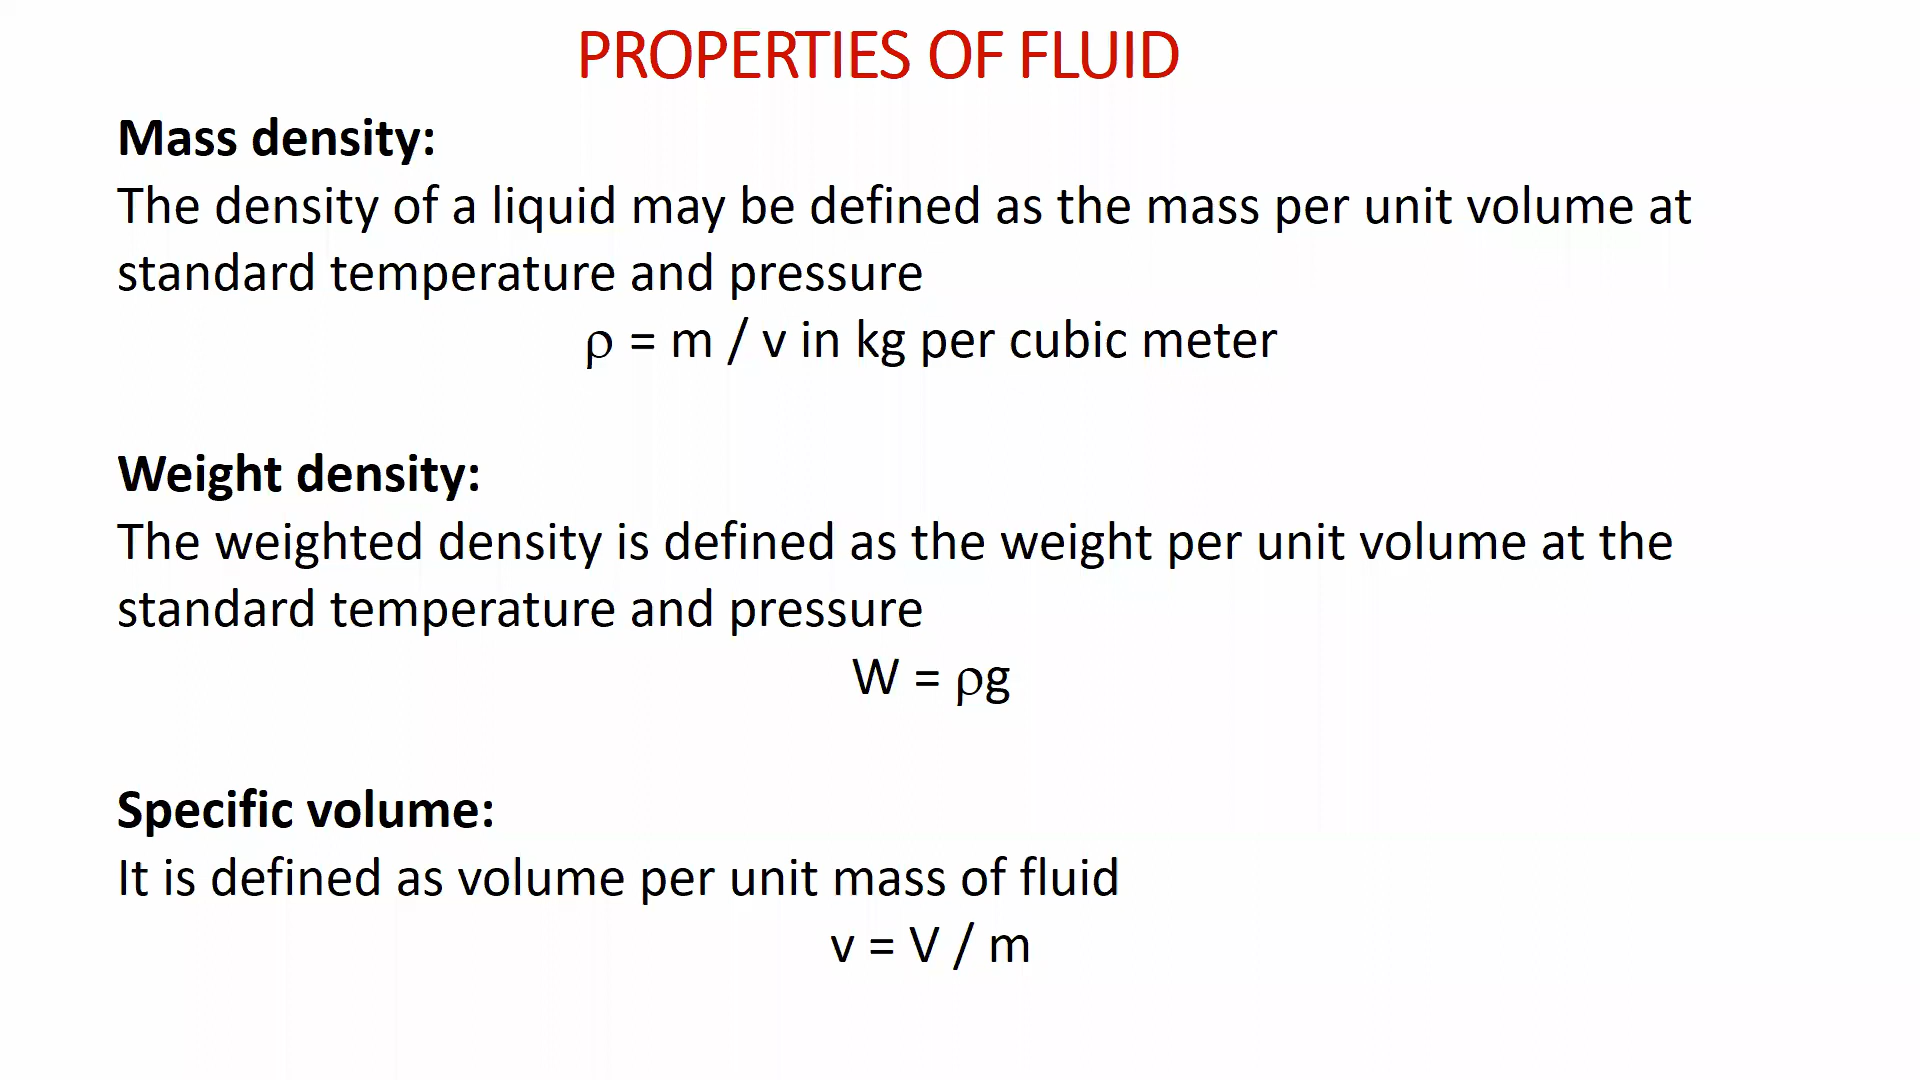 PROPERTIES OF FLUID
Mass density:
The density of a liquid may be defined as the mass per unit volume at
standard temperature and pressure
ρ = m / v in kg per cubic meter
Weight density:
The weighted density is defined as the weight per unit volume at the
standard temperature and pressure
W = ρg
Specific volume:
It is defined as volume per unit mass of fluid
v = V / m